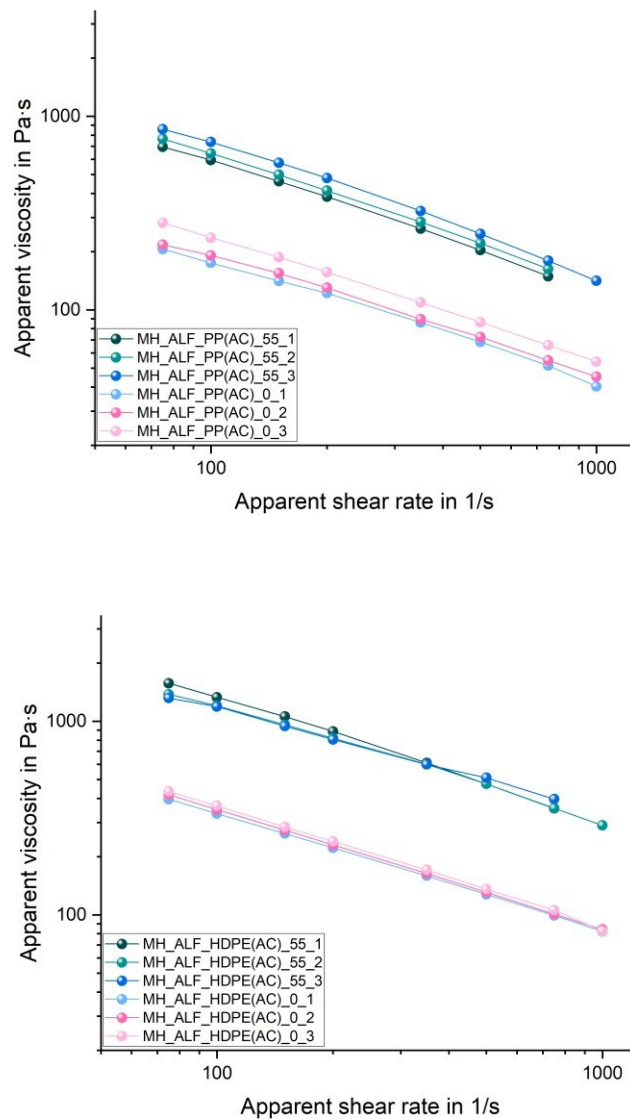 Apparent viscosity in Pa·s
1000
100
MH_ALF_PP(AC)_55_1
MH_ALF_PP(AC)_55_2
MH_ALF_PP(AC)_55_3
MH_ALF_PP(AC)_0_1
MH_ALF_PP(AC)_0_2
MH_ALF_PP(AC)_0_3
100
1000
Apparent shear rate in 1/s
Apparent viscosity in Pa·s
1000
100
MH_ALF_HDPE(AC)_55_1
MH_ALF_HDPE(AC)_55_2
MH_ALF_HDPE(AC)_55_3
MH_ALF_HDPE(AC)_0_1
MH_ALF_HDPE(AC)_0_2
MH_ALF_HDPE(AC)_0_3
100
1000
Apparent shear rate in 1/s